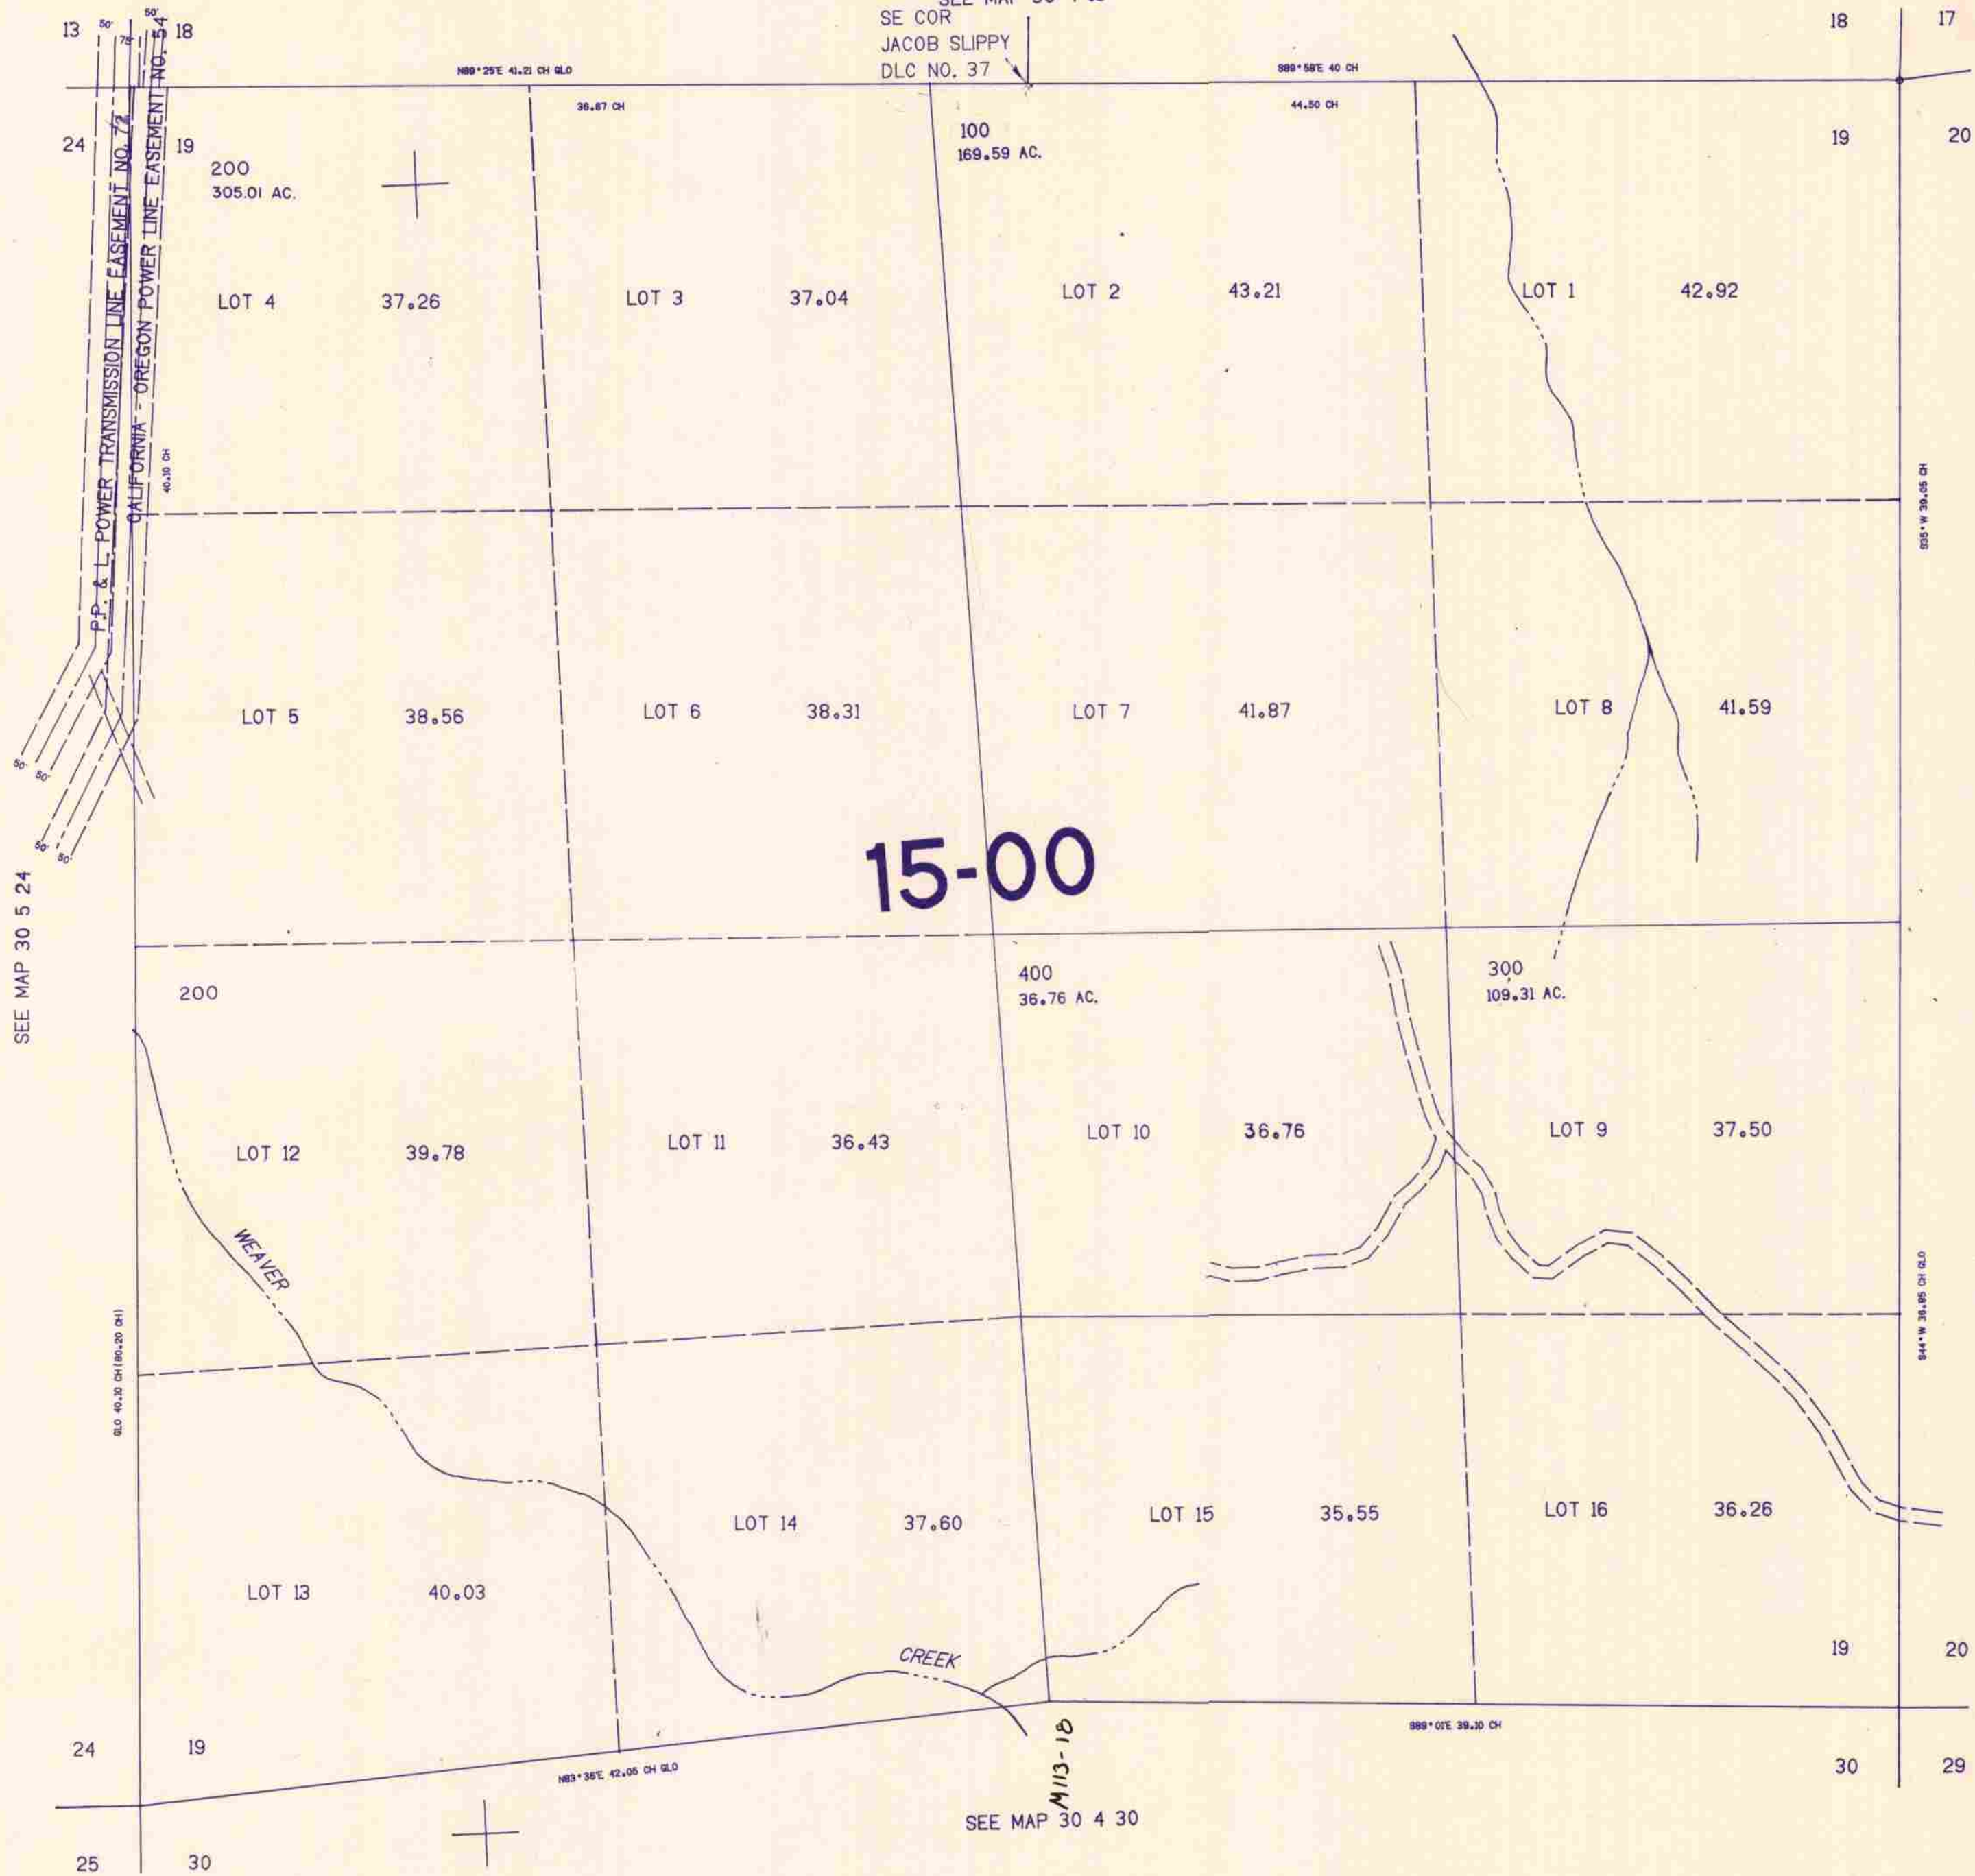 SE COR
JACOB SLIPPY
DLC NO. 37
13
50'
75'
50'
18
18
17
N89°25'E 41.21 CH GLO
S89°58'E 40 CH
36.87 CH
44.50 CH
24
19
19
20
P.P. & L. POWER TRANSMISSION LINE EASEMENT NO. 72
CALIFORNIA - OREGON POWER LINE EASEMENT NO. 54
200
305.01 AC.
100
169.59 AC.
LOT 4 37.26
LOT 3 37.04
LOT 2 43.21
LOT 1 42.92
40.10 CH
S35°W 39.05 CH
LOT 5 38.56
LOT 6 38.31
LOT 7 41.87
LOT 8 41.59
50'
50'
50'
50'
15-00
SEE MAP 30 5 24
200
400
36.76 AC.
300
109.31 AC.
LOT 12 39.78
LOT 11 36.43
LOT 10 36.76
LOT 9 37.50
WEAVER
GLO 40.10 CH (80.20 CH)
S44°W 36.85 CH GLO
LOT 13 40.03
LOT 14 37.60
LOT 15 35.55
LOT 16 36.26
CREEK
19
20
24
19
N83°36'E 42.05 CH GLO
M113-18
S89°01'E 39.10 CH
30
29
SEE MAP 30 4 30
25
30